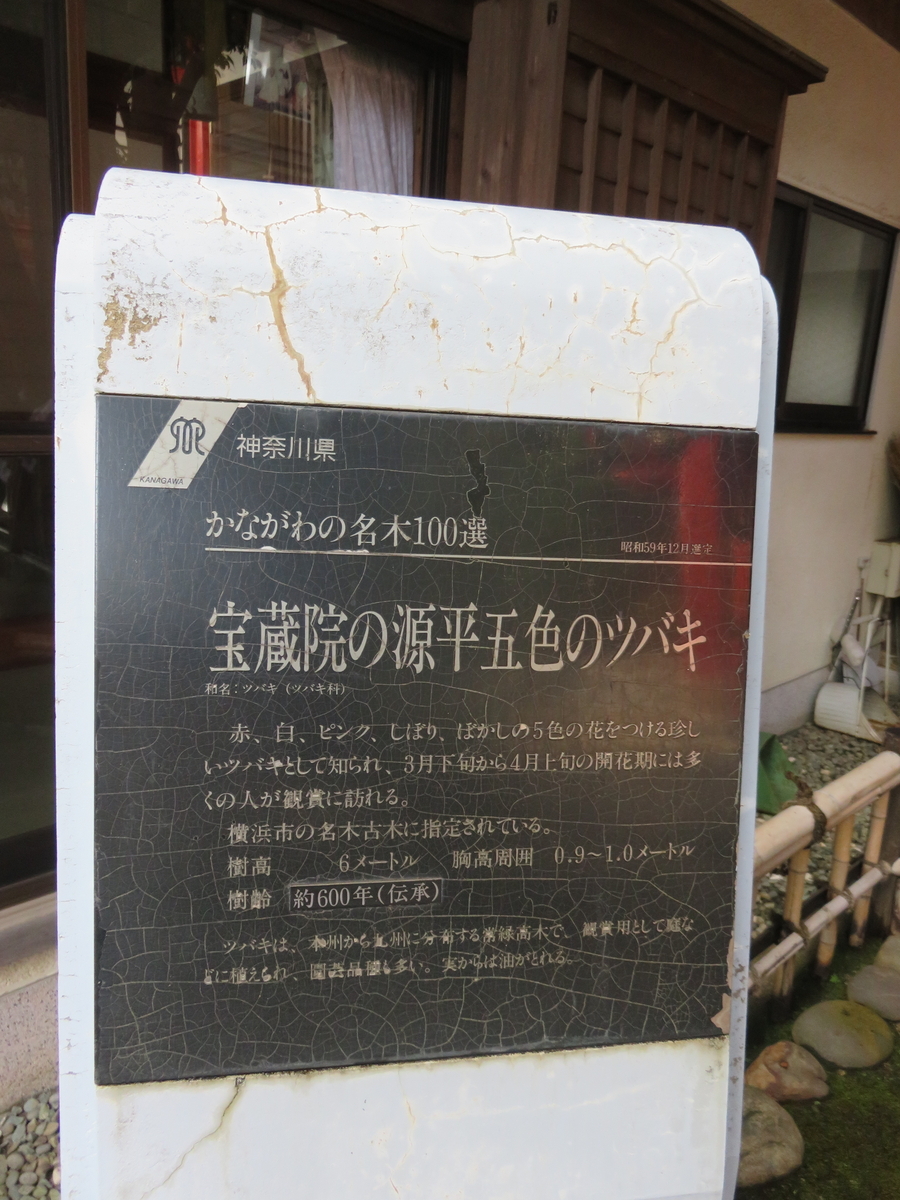 KANAGAWA
神奈川県
かながわの名木100選
昭和59年12月選定
宝蔵院の源平五色のツバキ
和名:ツバキ(ツバキ科)
赤、白、ピンク、しぼり、ぼかしの5色の花をつける珍し
いツバキとして知られ、3月下旬から4月上旬の開花期には多
くの人が観賞に訪れる。
横浜市の名木古木に指定されている。
樹高 6メートル 胸高周囲 0.9~1.0メートル
樹齢 約600年(伝承)
ツバキは、本州から九州に分布する常緑高木で、観賞用として庭な
どに植えられ、園芸品種も多い。実からは油がとれる。